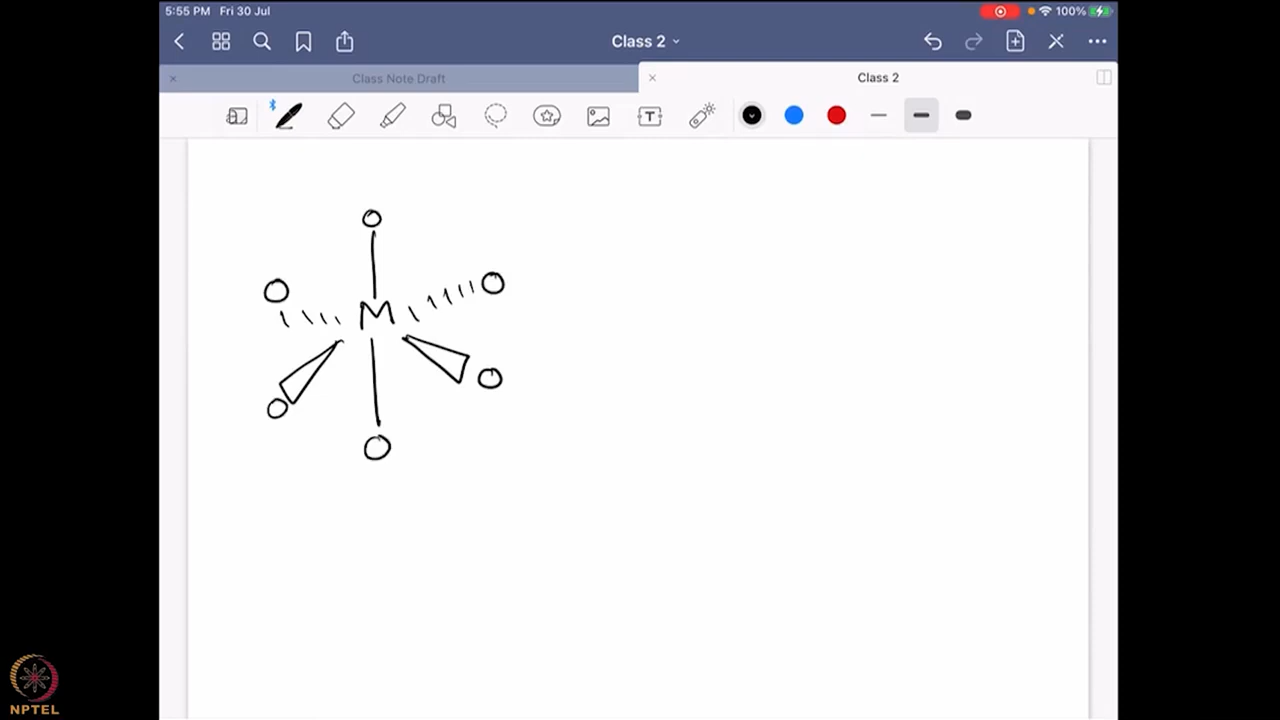 5:55 PM Fri 30 Jul 100%
Class 2
Class Note Draft Class 2
T
O
O O
M
O O
O
NPTEL